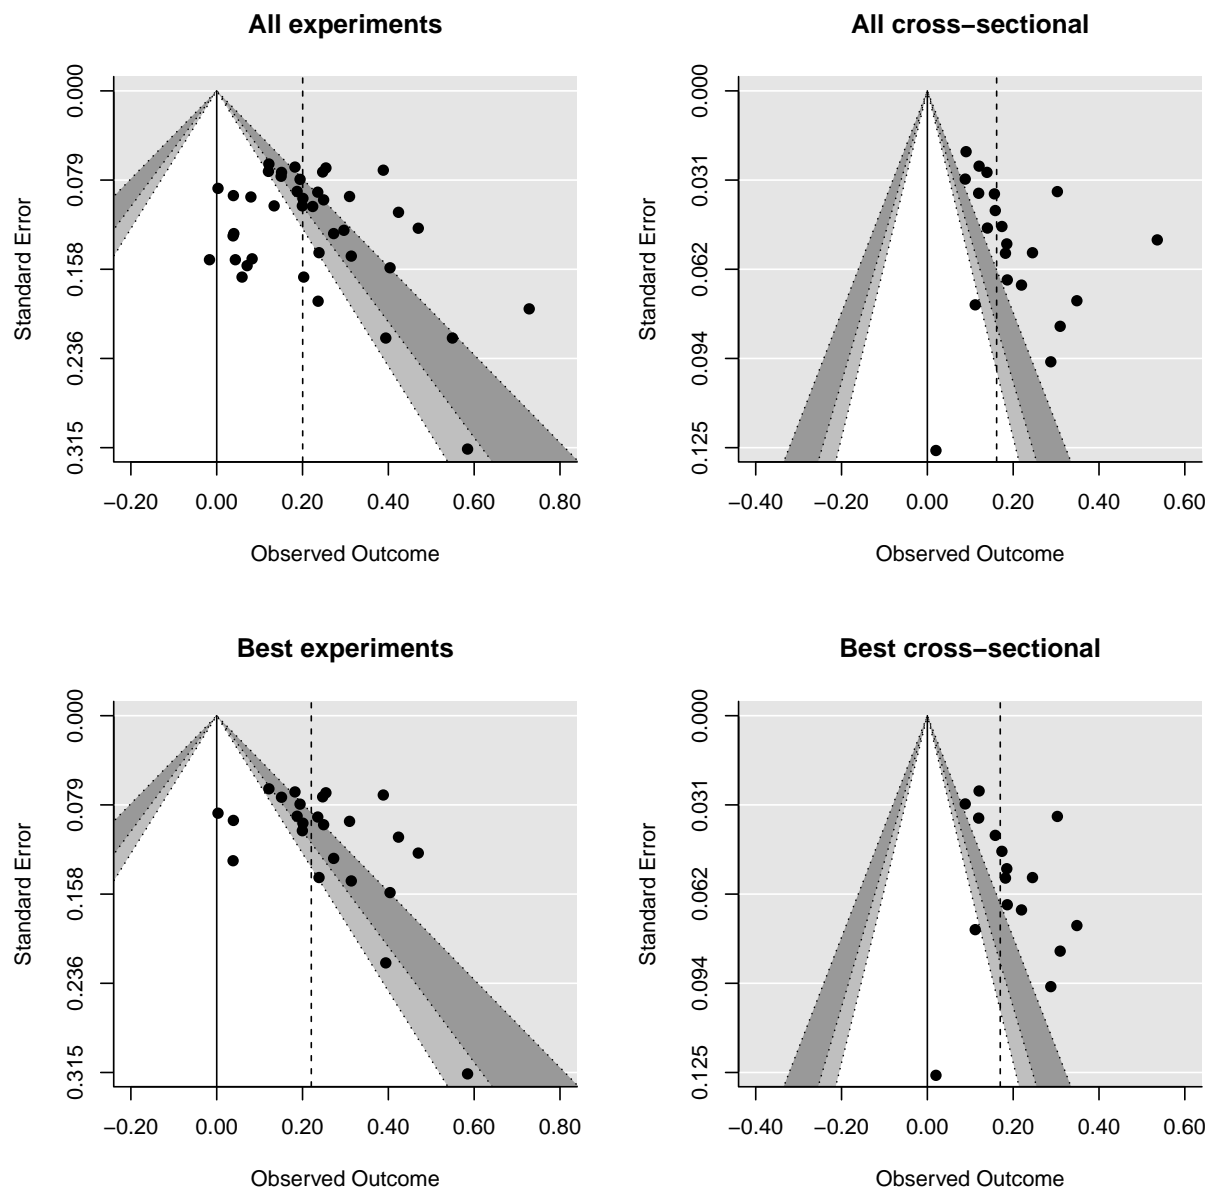 All experiments
Standard Error
0.000
0.079
0.158
0.236
0.315
−0.20 0.00 0.20 0.40 0.60 0.80
Observed Outcome
All cross−sectional
Standard Error
0.000
0.031
0.062
0.094
0.125
−0.40 −0.20 0.00 0.20 0.40 0.60
Observed Outcome
Best experiments
Standard Error
0.000
0.079
0.158
0.236
0.315
−0.20 0.00 0.20 0.40 0.60 0.80
Observed Outcome
Best cross−sectional
Standard Error
0.000
0.031
0.062
0.094
0.125
−0.40 −0.20 0.00 0.20 0.40 0.60
Observed Outcome